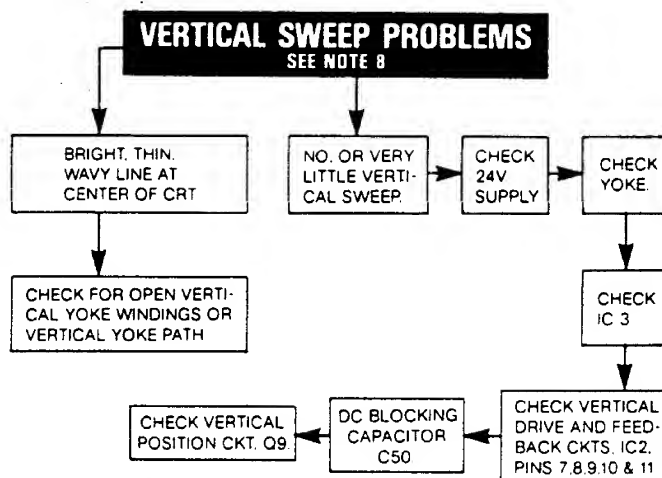 VERTICAL SWEEP PROBLEMS
SEE NOTE 8
BRIGHT, THIN,
WAVY LINE AT
CENTER OF CRT
NO, OR VERY
LITTLE VERTI-
CAL SWEEP.
CHECK
24V
SUPPLY
CHECK
YOKE.
CHECK FOR OPEN VERTI-
CAL YOKE WINDINGS OR
VERTICAL YOKE PATH
CHECK
IC 3
CHECK VERTICAL
DRIVE AND FEED-
BACK CKTS, IC2,
PINS 7,8,9,10 & 11
DC BLOCKING
CAPACITOR
C50
CHECK VERTICAL
POSITION CKT, Q9.